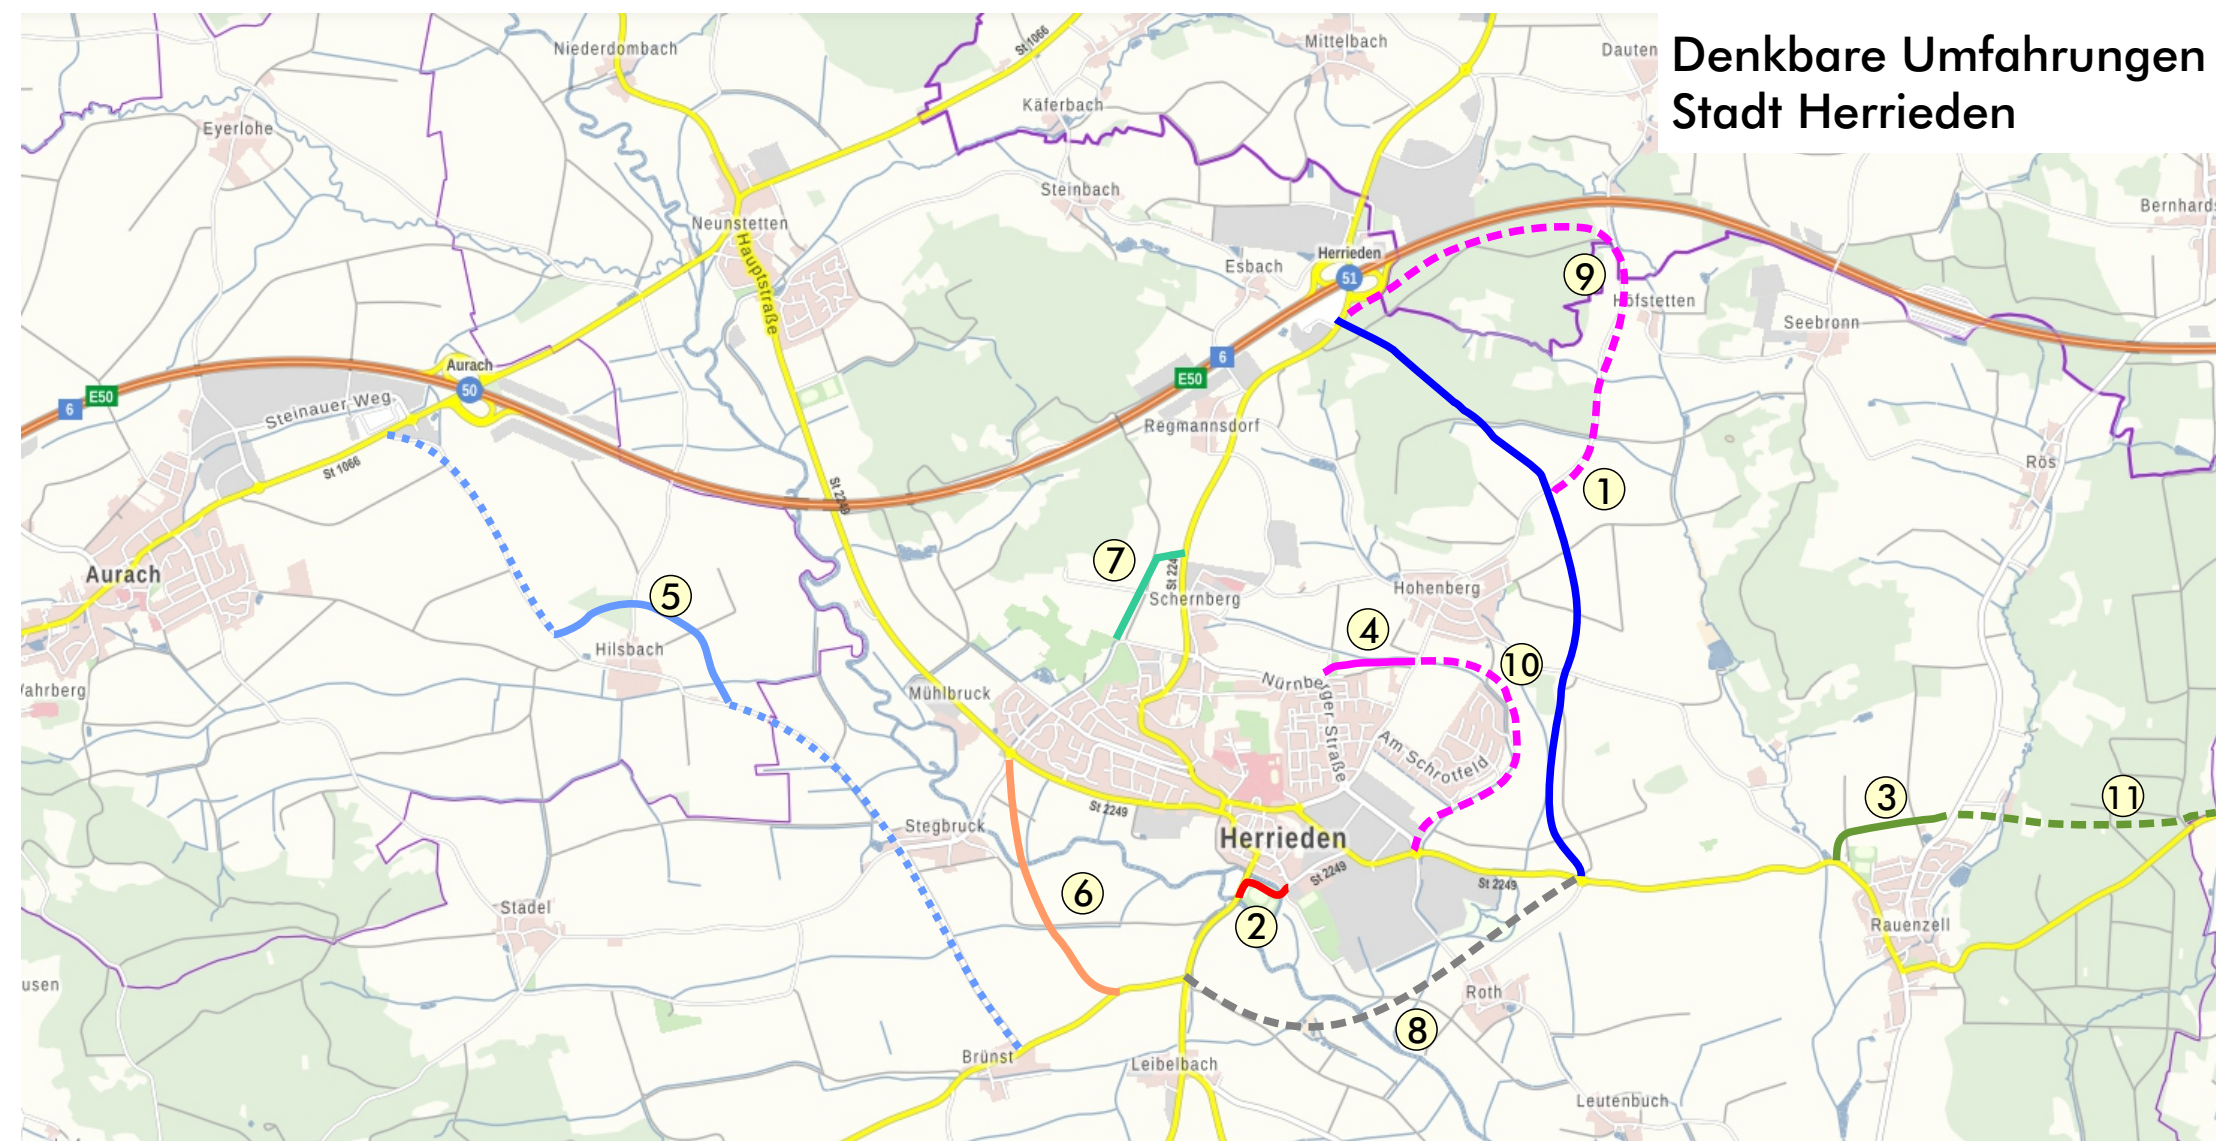 Denkbare Umfahrungen
Stadt Herrieden
Niederdombach
St 1066
Mittelbach
Dauten
Käferbach
Eyerlohe
Steinbach
Neunstetten
Hauptstraße
Bernhards
Herrieden
51
Esbach
9
Höfstetten
Seebronn
Aurach
50
6
E50
6
E50
Steinauer Weg
St 1066
Regmannsdorf
Rös
1
St 2249
Aurach
7
St 224
Schernberg
Hohenberg
5
4
Hilsbach
10
Nürnberger-Straße
Mühlbruck
Am Schrotfeld
3
11
St 2249
Stegbruck
Herrieden
St 2249
St 2249
6
2
Stadel
Rauenzell
usen
Roth
8
Brünst
Leibelbach
Leutenbuch